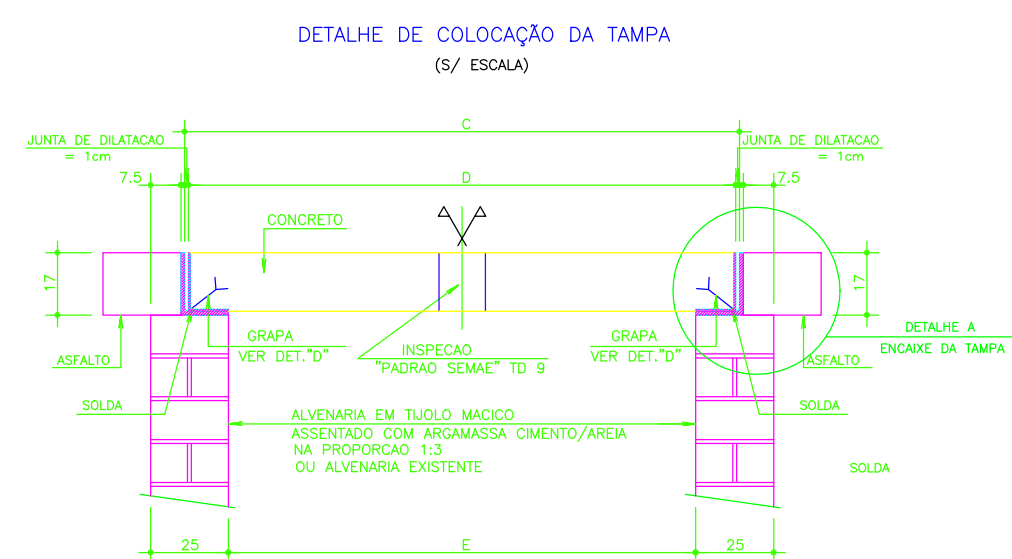 DETALHE DE COLOCAÇÃO DA TAMPA
(S/ ESCALA)
C
JUNTA DE DILATACAO
= 1cm
JUNTA DE DILATACAO
= 1cm
7.5
D
7.5
CONCRETO
17
17
GRAPA
VER DET."D"
INSPECAO
"PADRAO SEMAE" TD 9
GRAPA
VER DET."D"
DETALHE A
ENCAIXE DA TAMPA
ASFALTO
ASFALTO
SOLDA
SOLDA
ALVENARIA EM TIJOLO MACICO
ASSENTADO COM ARGAMASSA CIMENTO/AREIA
NA PROPORCAO 1:3
OU ALVENARIA EXISTENTE
SOLDA
25
E
25